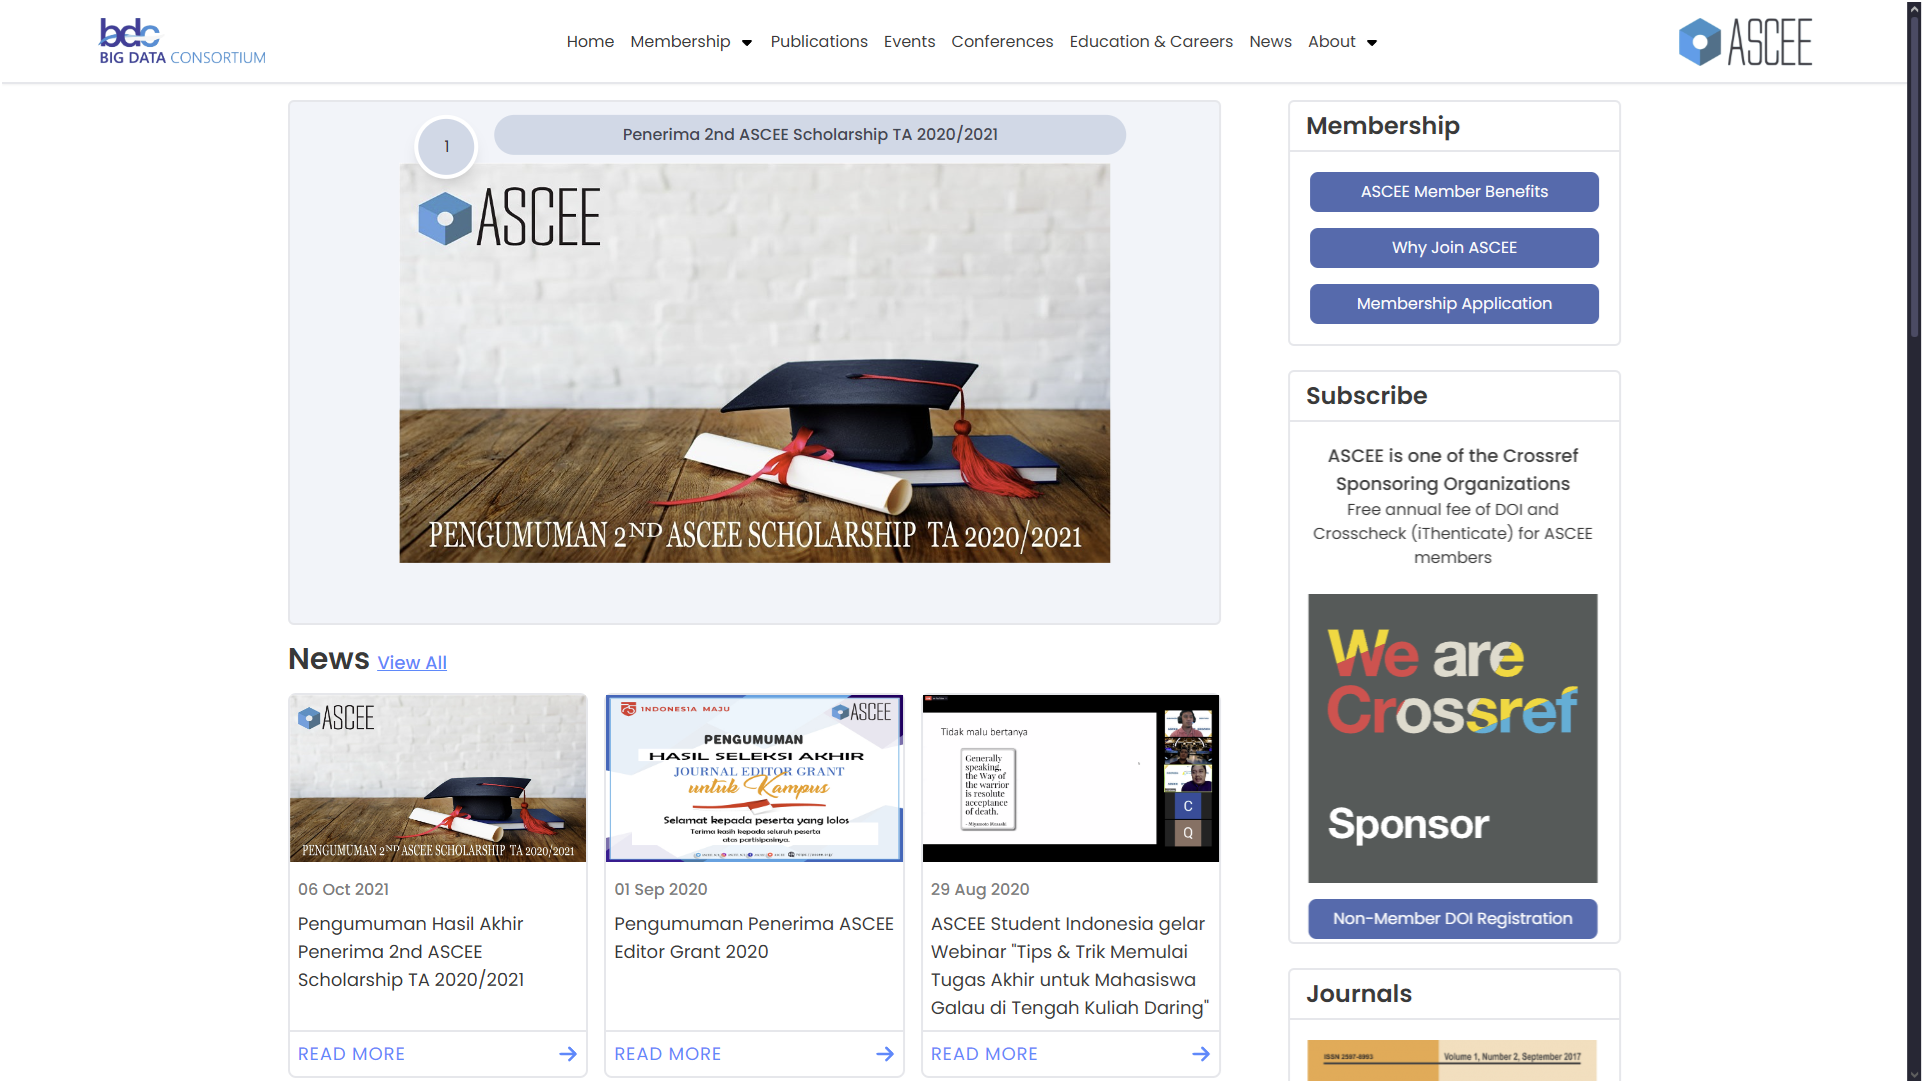 bdc
BIG DATA CONSORTIUM
Home
Membership
Publications
Events
Conferences
Education & Careers
News
About
ASCEE
1
Penerima 2nd ASCEE Scholarship TA 2020/2021
ASCEE
PENGUMUMAN 2ND ASCEE SCHOLARSHIP TA 2020/2021
Membership
ASCEE Member Benefits
Why Join ASCEE
Membership Application
Subscribe
ASCEE is one of the Crossref
Sponsoring Organizations
Free annual fee of DOI and
Crosscheck (iThenticate) for ASCEE
members
We are
Crossref
Sponsor
Non-Member DOI Registration
Journals
ISSN 2597-8993
Volume 1, Number 2, September 2017
News View All
ASCEE
PENGUMUMAN 2ND ASCEE SCHOLARSHIP TA 2020/2021
06 Oct 2021
Pengumuman Hasil Akhir
Penerima 2nd ASCEE
Scholarship TA 2020/2021
READ MORE
75 INDONESIA MAJU
ASCEE
PENGUMUMAN
HASIL SELEKSI AKHIR
JOURNAL EDITOR GRANT
untuk Kampus
Selamat kepada peserta yang lolos
Terima kasih kepada seluruh peserta
atas partisipasinya.
01 Sep 2020
Pengumuman Penerima ASCEE
Editor Grant 2020
READ MORE
Tidak malu bertanya
Generally
speaking,
the Way of
the warrior
is resolute
acceptance
of death.
- Miyamoto Musashi
C
Q
29 Aug 2020
ASCEE Student Indonesia gelar
Webinar "Tips & Trik Memulai
Tugas Akhir untuk Mahasiswa
Galau di Tengah Kuliah Daring"
READ MORE